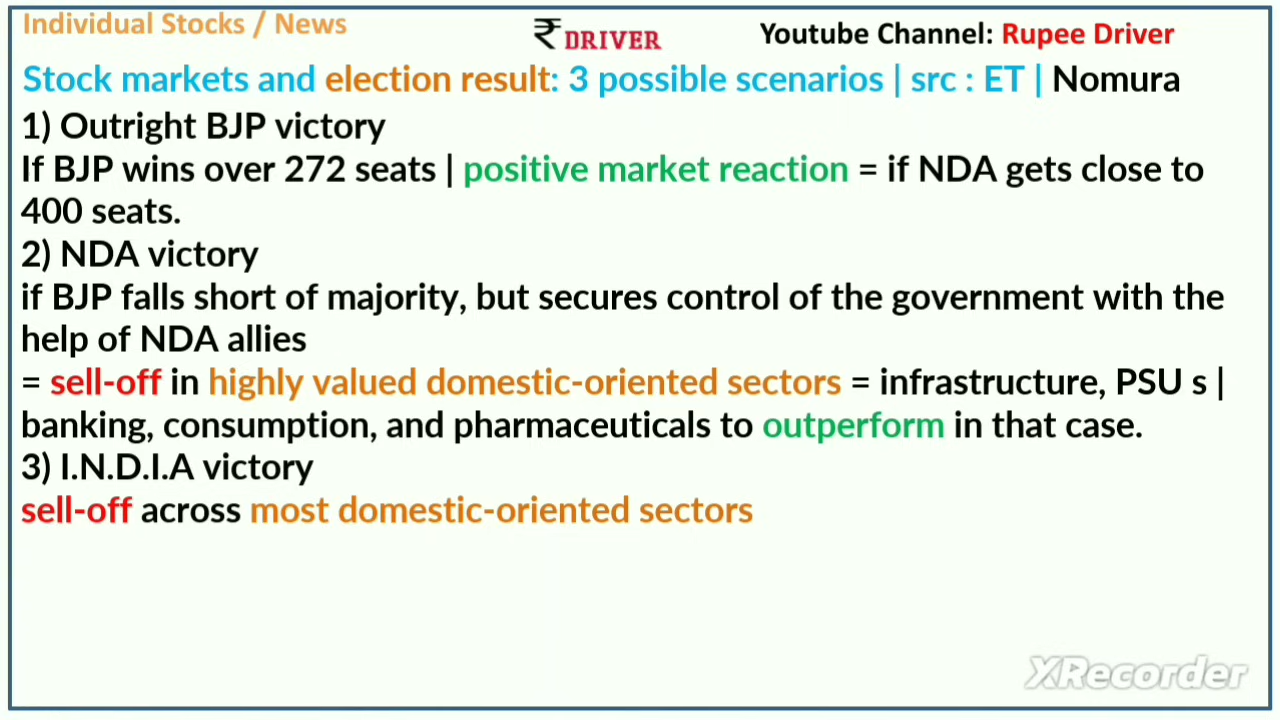 Individual Stocks / News
₹ DRIVER
Youtube Channel: Rupee Driver
Stock markets and election result: 3 possible scenarios | src : ET | Nomura
1) Outright BJP victory
If BJP wins over 272 seats | positive market reaction = if NDA gets close to
400 seats.
2) NDA victory
if BJP falls short of majority, but secures control of the government with the
help of NDA allies
= sell-off in highly valued domestic-oriented sectors = infrastructure, PSU s |
banking, consumption, and pharmaceuticals to outperform in that case.
3) I.N.D.I.A victory
sell-off across most domestic-oriented sectors
XRecorder